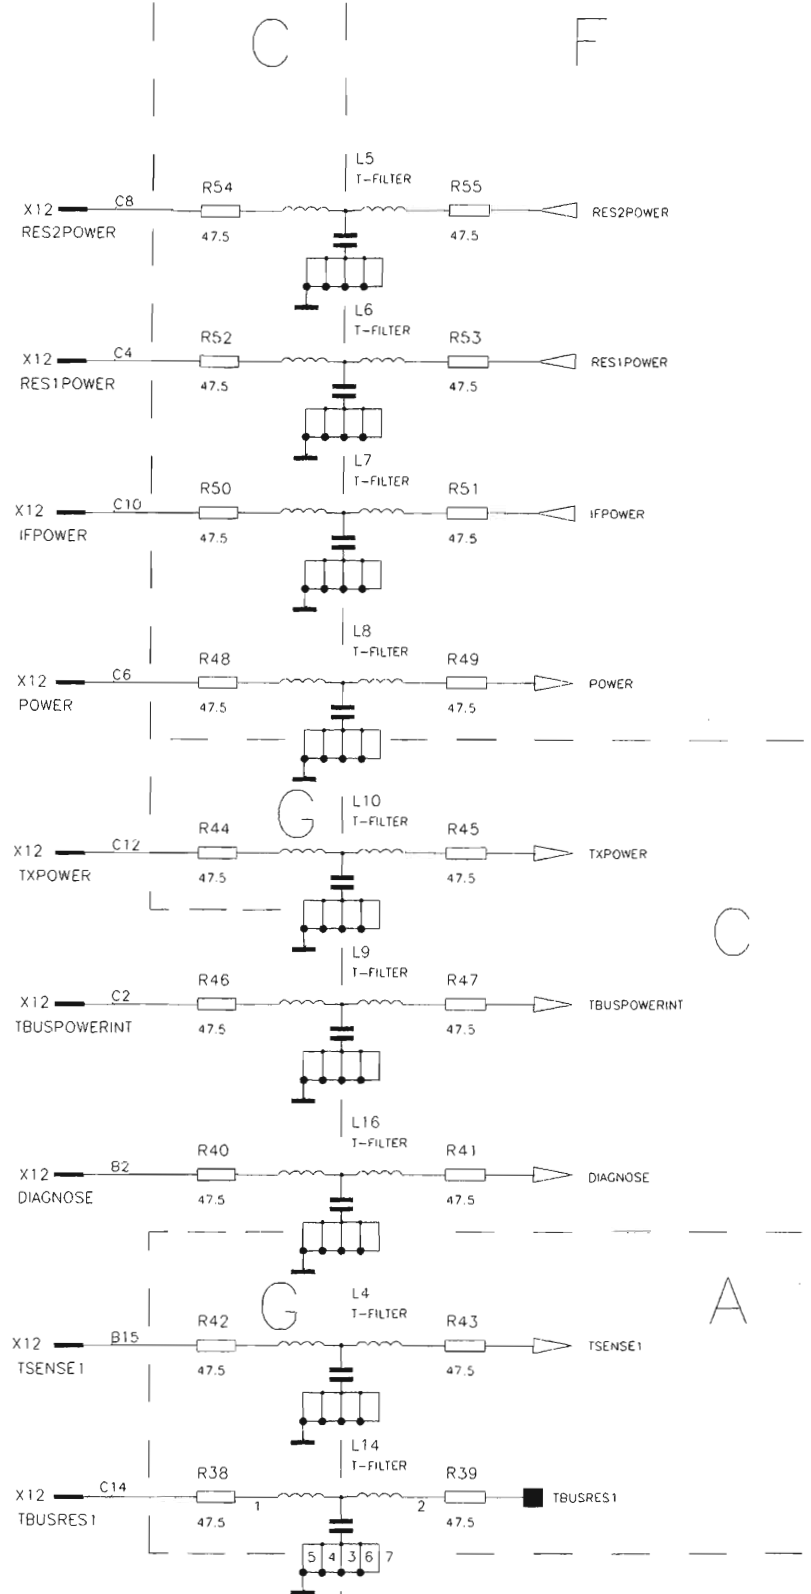 C
F
L5
T-FILTER
R54
R55
X12
C8
RES2POWER
47.5
47.5
RES2POWER
L6
T-FILTER
R52
R53
X12
C4
RES1POWER
47.5
47.5
RES1POWER
L7
T-FILTER
R50
R51
X12
C10
IFPOWER
47.5
47.5
IFPOWER
L8
T-FILTER
R48
R49
X12
C6
POWER
47.5
47.5
POWER
G
L10
T-FILTER
R44
R45
X12
C12
TXPOWER
47.5
47.5
TXPOWER
C
L9
T-FILTER
R46
R47
X12
C2
TBUSPOWERINT
47.5
47.5
TBUSPOWERINT
L16
T-FILTER
R40
R41
X12
B2
DIAGNOSE
47.5
47.5
DIAGNOSE
G
A
L4
T-FILTER
R42
R43
X12
B15
TSENSE1
47.5
47.5
TSENSE1
L14
T-FILTER
R38
R39
X12
C14
1
2
TBUSRES1
47.5
47.5
TBUSRES1
5 4 3 6 7